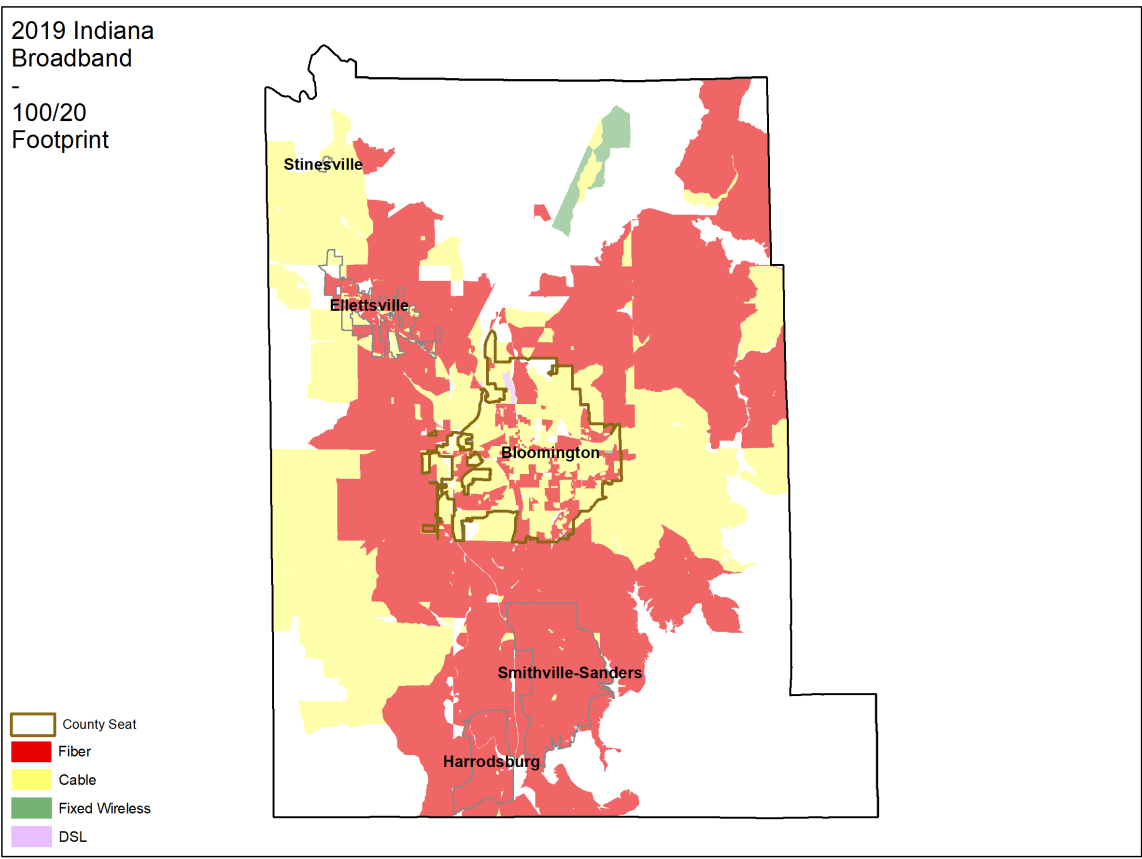 2019 Indiana
Broadband
-
100/20
Footprint
Stinesville
Ellettsville
Bloomington
Smithville-Sanders
Harrodsburg
County Seat
Fiber
Cable
Fixed Wireless
DSL